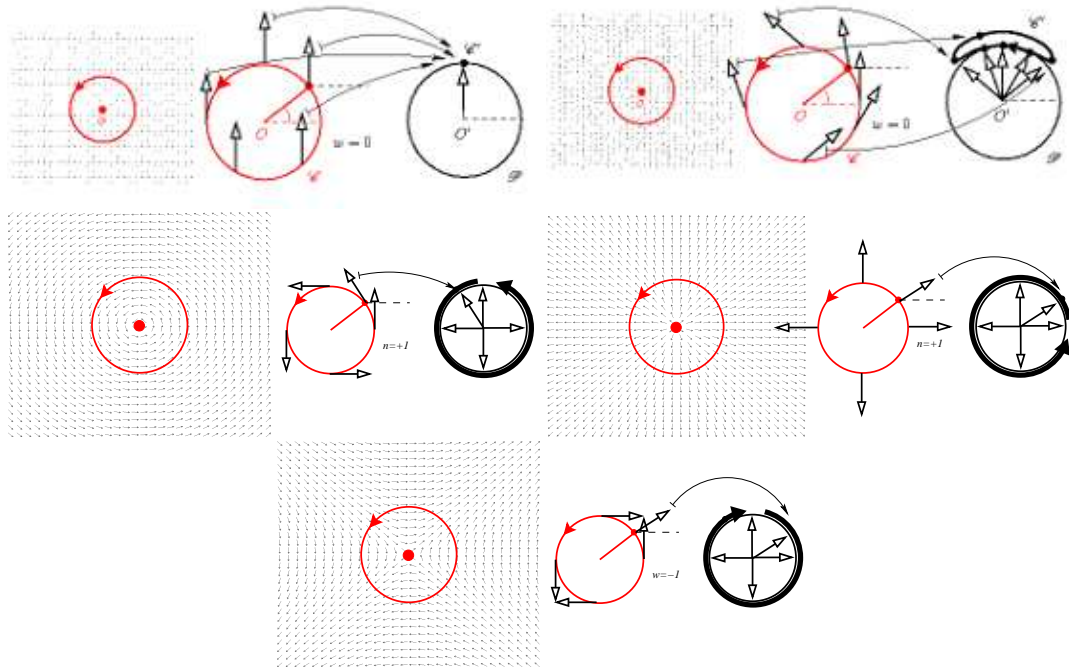 𝒞'
O
O'
w = 0
𝒞
𝒫
𝒞'
O
O'
w = 0
𝒞
𝒫
n=+1
n=+1
w=−1